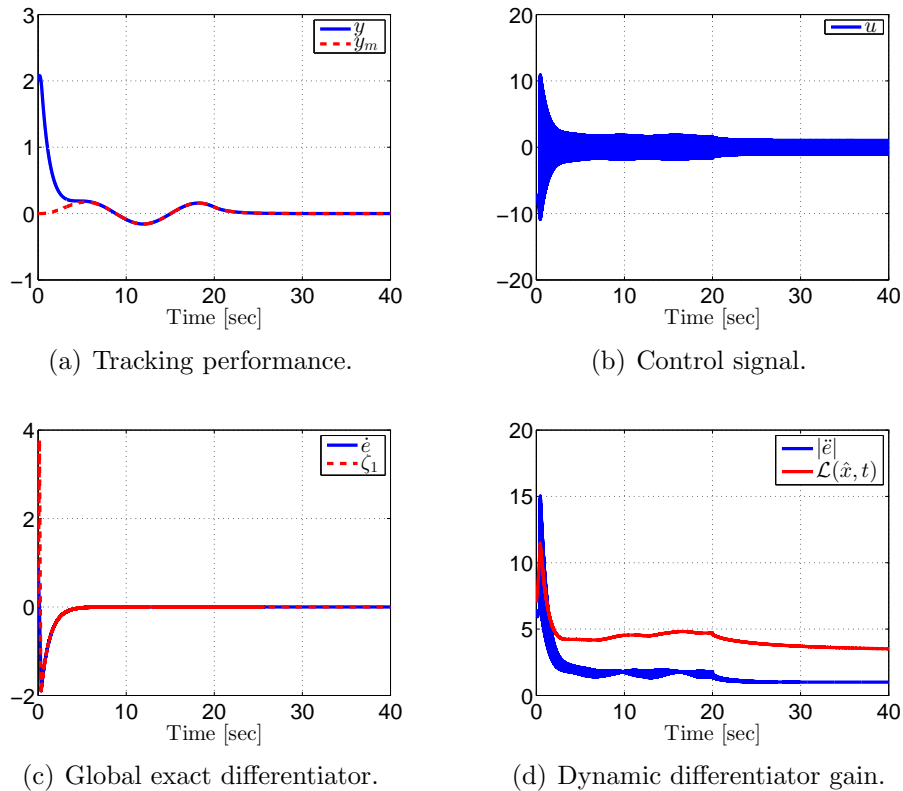 3
2
1
0
−1
0 10 20 30 40
Time [sec]
y
y_m
(a) Tracking performance.
20
10
0
−10
−20
0 10 20 30 40
Time [sec]
u
(b) Control signal.
4
2
0
−2
0 10 20 30 40
Time [sec]
ė
ζ₁
(c) Global exact differentiator.
20
15
10
5
0
0 10 20 30 40
Time [sec]
|ë|
ℒ(x̂, t)
(d) Dynamic differentiator gain.